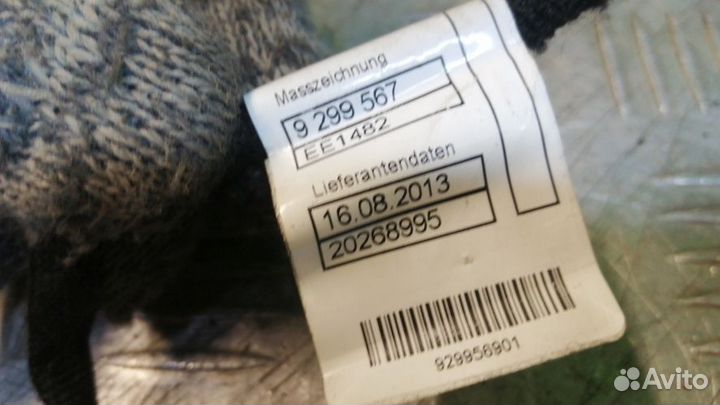 Masszeichnung
9 299 567
EE1482
Lieferantendaten
16.08.2013
20268995
929956901
Avito